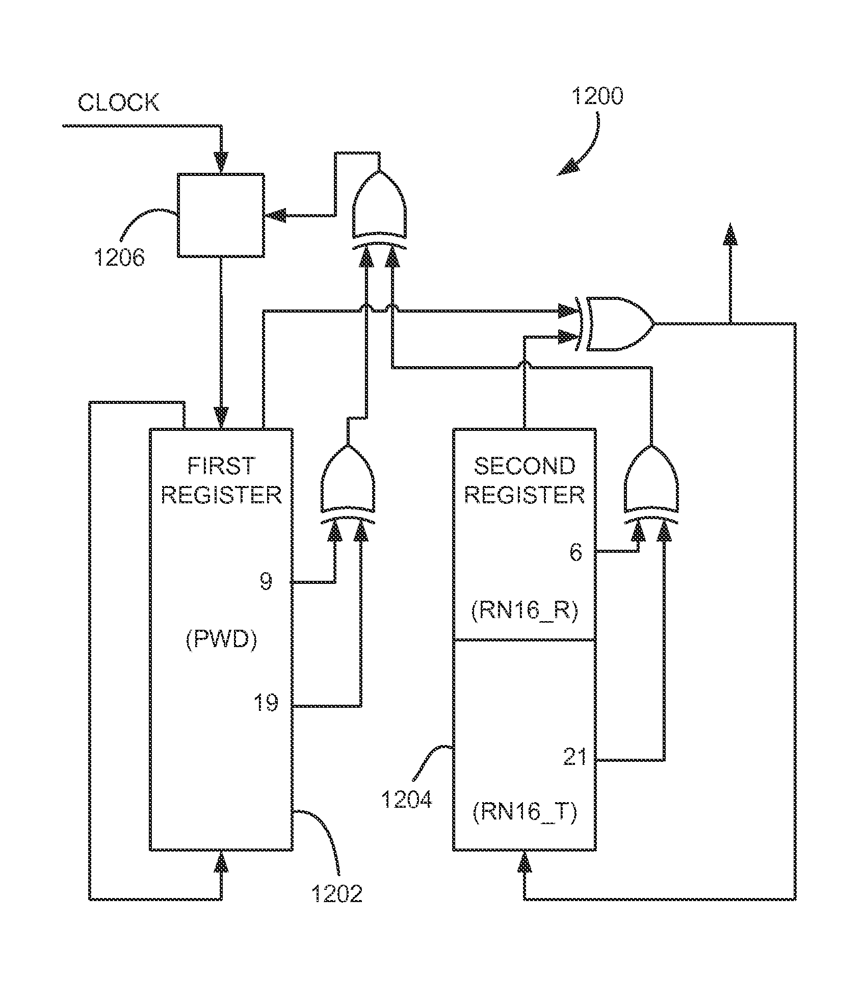 CLOCK
1200
1206
FIRST
REGISTER
SECOND
REGISTER
6
9
(RN16_R)
(PWD)
19
21
1204
(RN16_T)
1202